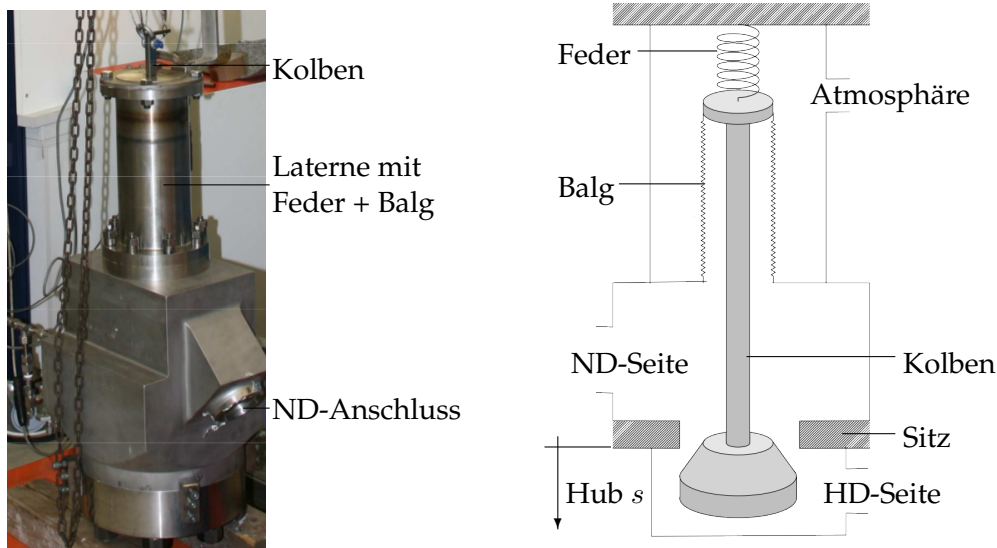 Kolben
Laterne mit
Feder + Balg
ND-Anschluss
Feder
Atmosphäre
Balg
ND-Seite
Kolben
Sitz
Hub s
HD-Seite